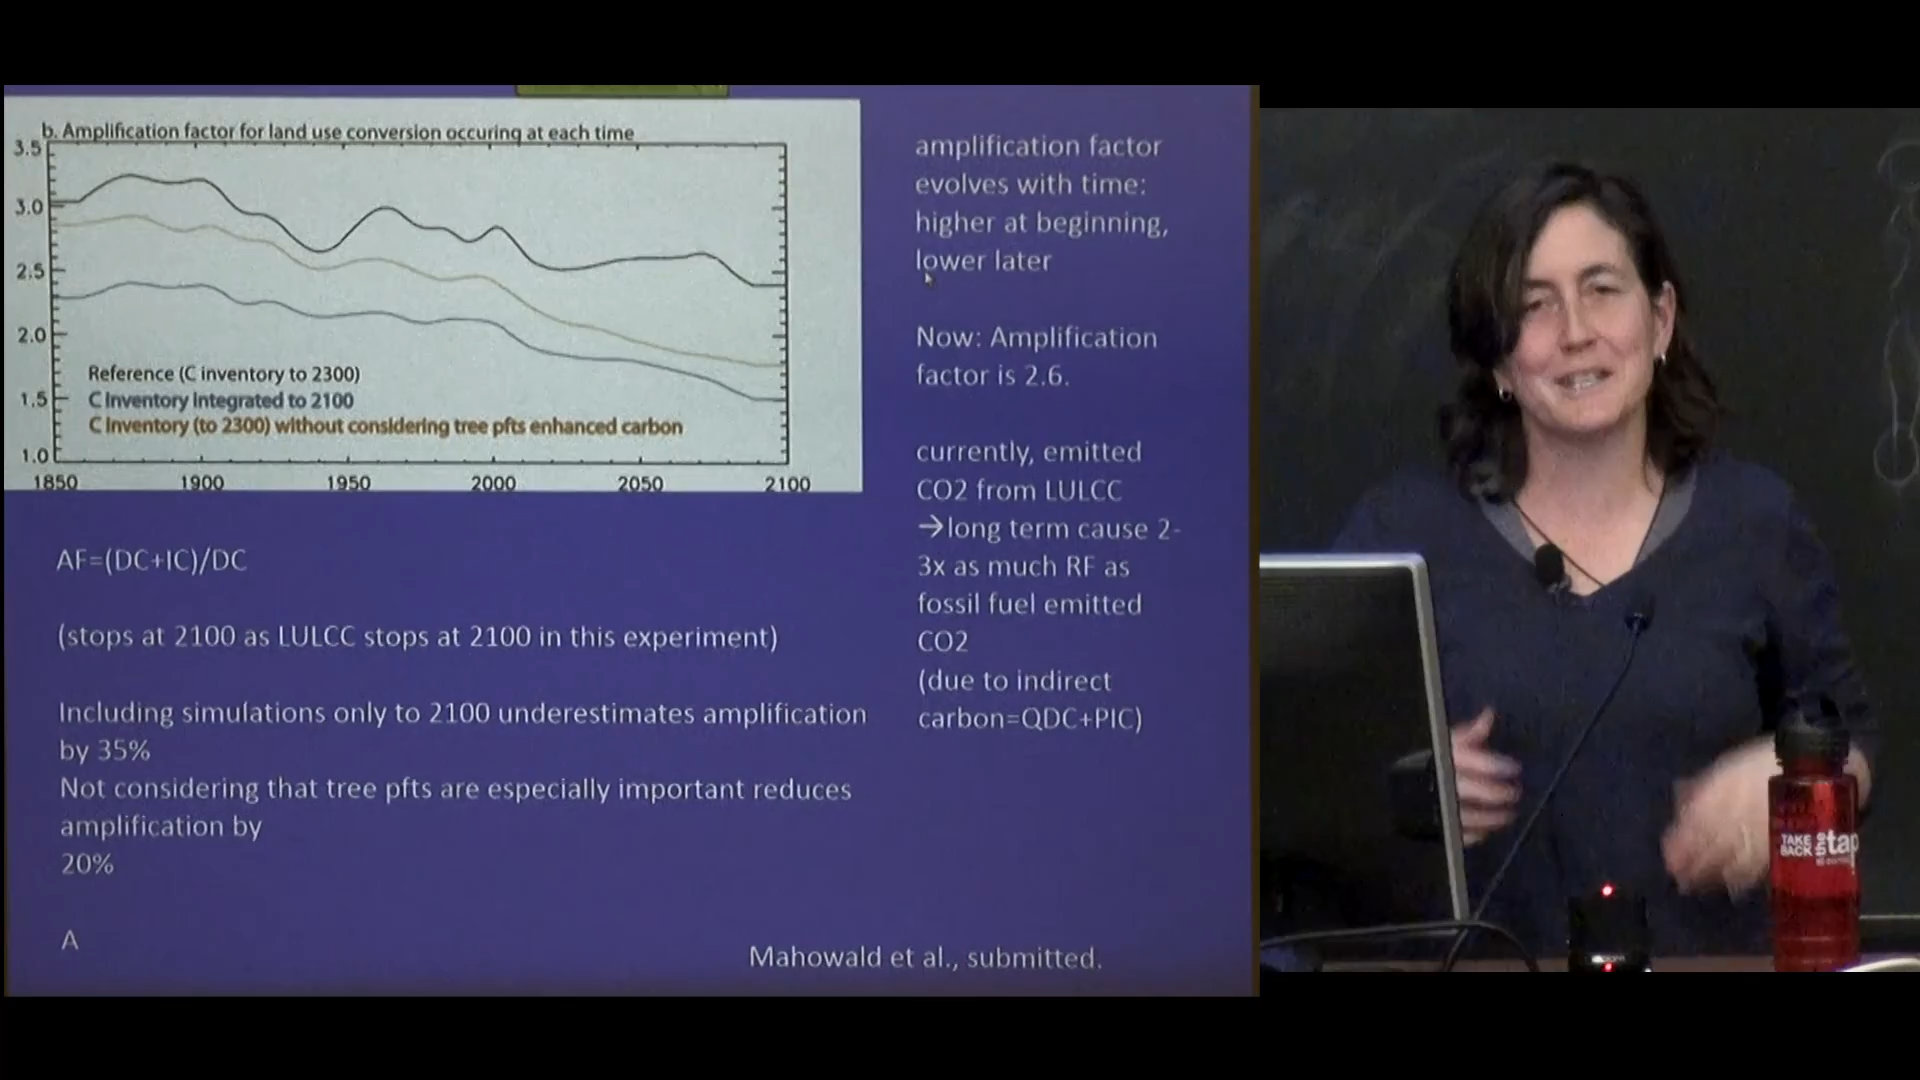 b. Amplification factor for land use conversion occuring at each time
3.5
3.0
2.5
2.0
1.5
1.0
Reference (C inventory to 2300)
C Inventory Integrated to 2100
C Inventory (to 2300) without considering tree pfts enhanced carbon
1850 1900 1950 2000 2050 2100
AF=(DC+IC)/DC
(stops at 2100 as LULCC stops at 2100 in this experiment)
Including simulations only to 2100 underestimates amplification
by 35%
Not considering that tree pfts are especially important reduces
amplification by
20%
A
Mahowald et al., submitted.
amplification factor
evolves with time:
higher at beginning,
lower later
Now: Amplification
factor is 2.6.
currently, emitted
CO2 from LULCC
→long term cause 2-
3x as much RF as
fossil fuel emitted
CO2
(due to indirect
carbon=QDC+PIC)
TAKE
BACK
tap